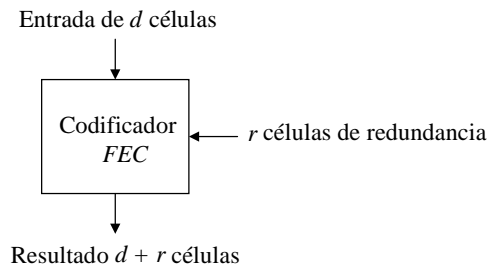 Entrada de d células
Codificador
FEC
r células de redundancia
Resultado d + r células